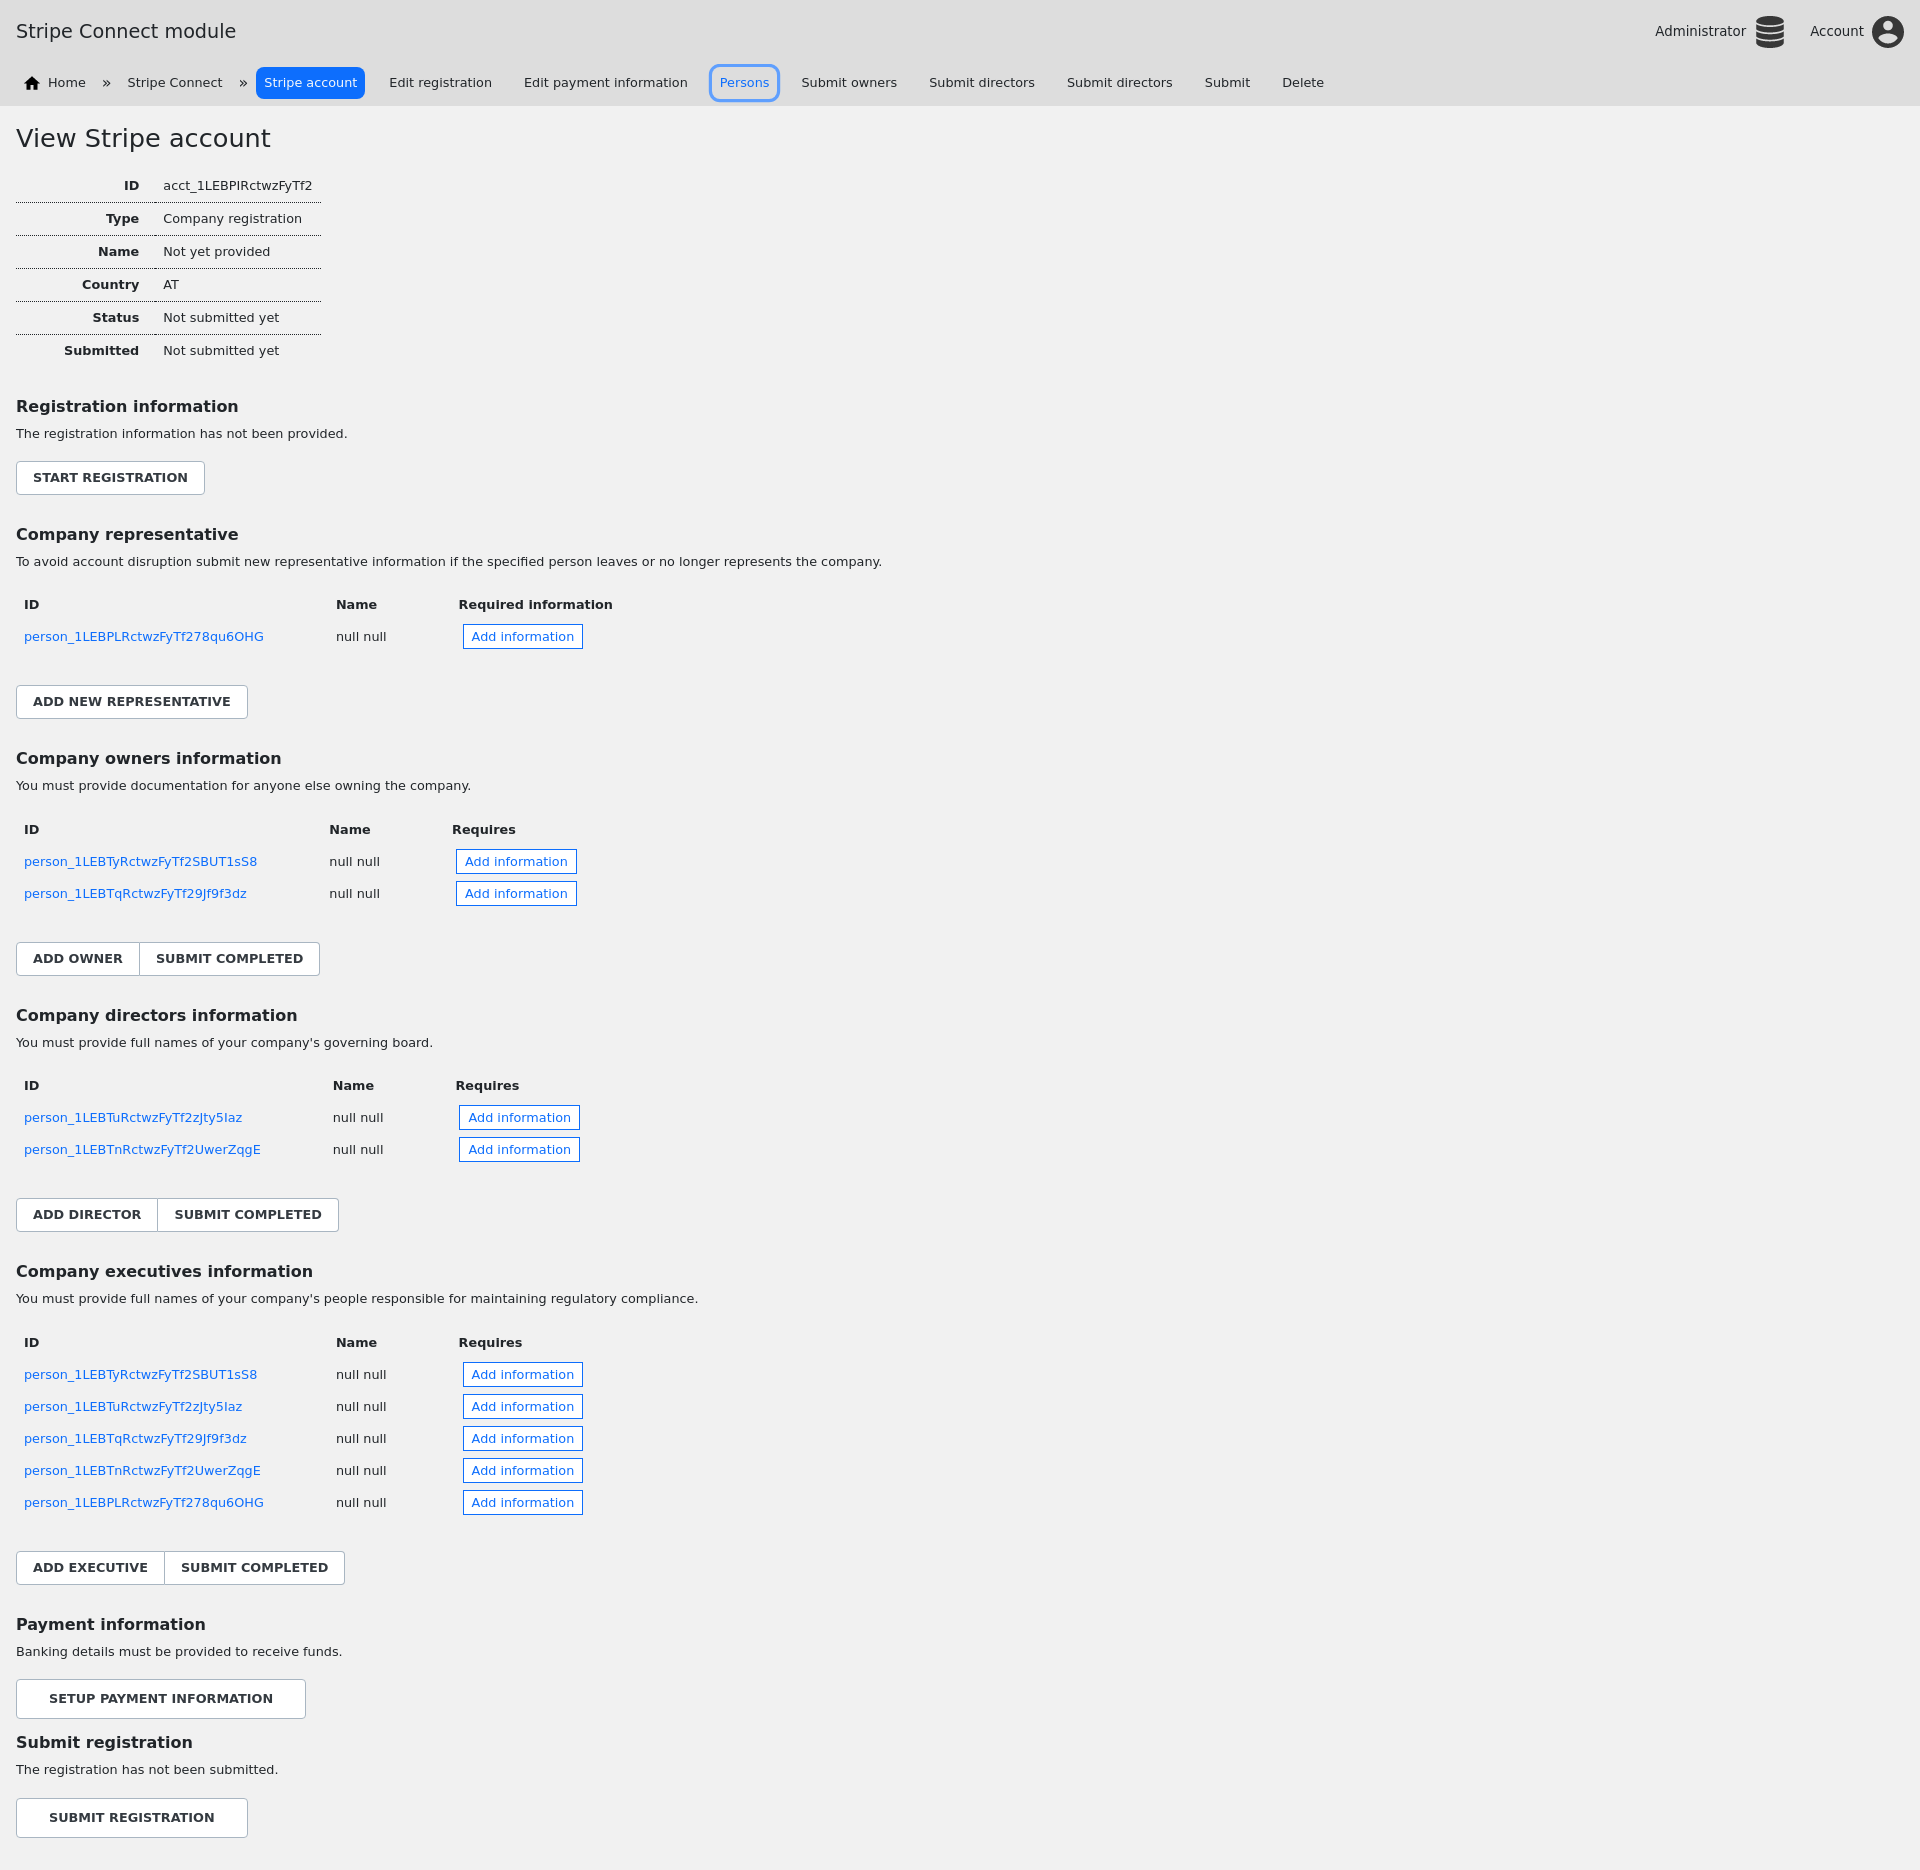 Stripe Connect module
Administrator Account
Home » Stripe Connect » Stripe account Edit registration Edit payment information Persons Submit owners Submit directors Submit directors Submit Delete
View Stripe account
ID acct_1LEBPIRctwzFyTf2
Type Company registration
Name Not yet provided
Country AT
Status Not submitted yet
Submitted Not submitted yet
Registration information
The registration information has not been provided.
START REGISTRATION
Company representative
To avoid account disruption submit new representative information if the specified person leaves or no longer represents the company.
ID Name Required information
person_1LEBPLRctwzFyTf278qu6OHG null null Add information
ADD NEW REPRESENTATIVE
Company owners information
You must provide documentation for anyone else owning the company.
ID Name Requires
person_1LEBTyRctwzFyTf2SBUT1sS8 null null Add information
person_1LEBTqRctwzFyTf29Jf9f3dz null null Add information
ADD OWNER SUBMIT COMPLETED
Company directors information
You must provide full names of your company's governing board.
ID Name Requires
person_1LEBTuRctwzFyTf2zJty5Iaz null null Add information
person_1LEBTnRctwzFyTf2UwerZqgE null null Add information
ADD DIRECTOR SUBMIT COMPLETED
Company executives information
You must provide full names of your company's people responsible for maintaining regulatory compliance.
ID Name Requires
person_1LEBTyRctwzFyTf2SBUT1sS8 null null Add information
person_1LEBTuRctwzFyTf2zJty5Iaz null null Add information
person_1LEBTqRctwzFyTf29Jf9f3dz null null Add information
person_1LEBTnRctwzFyTf2UwerZqgE null null Add information
person_1LEBPLRctwzFyTf278qu6OHG null null Add information
ADD EXECUTIVE SUBMIT COMPLETED
Payment information
Banking details must be provided to receive funds.
SETUP PAYMENT INFORMATION
Submit registration
The registration has not been submitted.
SUBMIT REGISTRATION